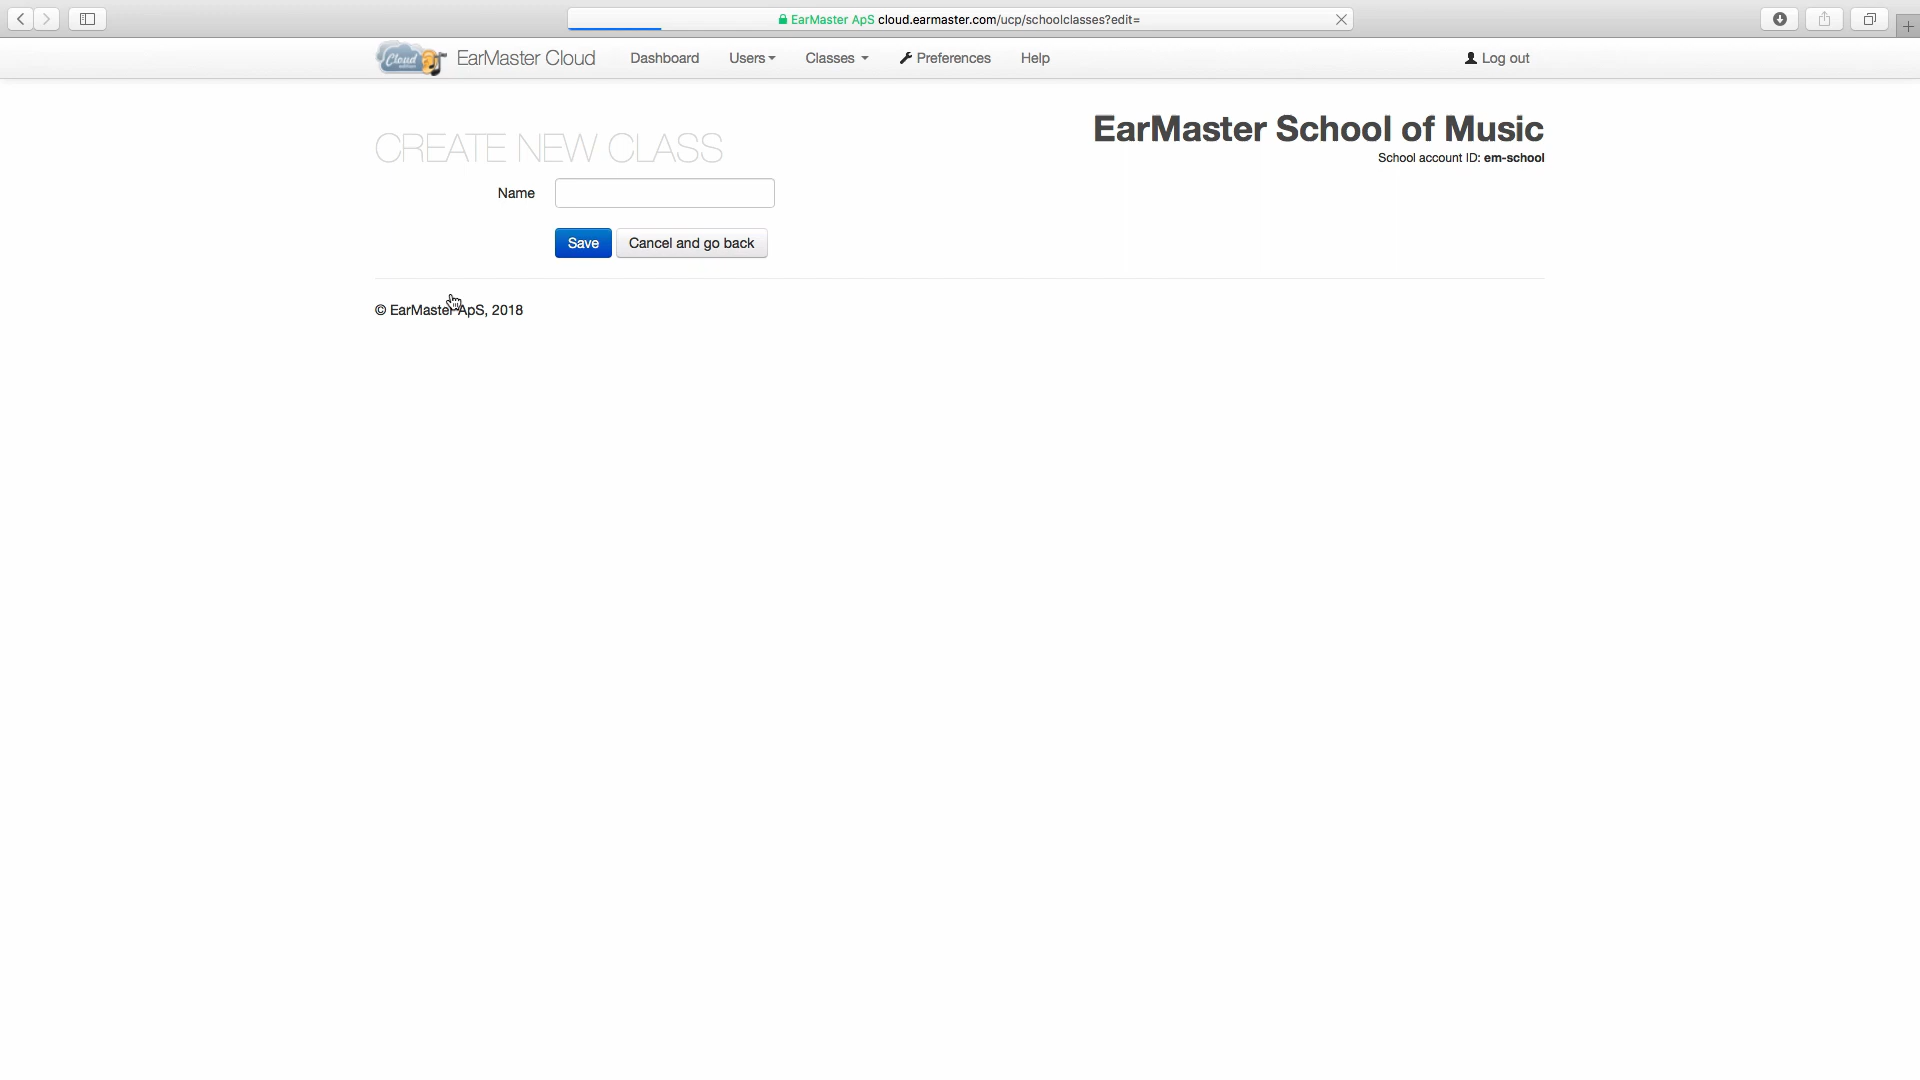 EarMaster ApS cloud.earmaster.com/ucp/schoolclasses?edit=
Cloud
EarMaster Cloud
Dashboard
Users
Classes
Preferences
Help
Log out
EarMaster School of Music
School account ID: em-school
CREATE NEW CLASS
Name
Save
Cancel and go back
© EarMaster ApS, 2018